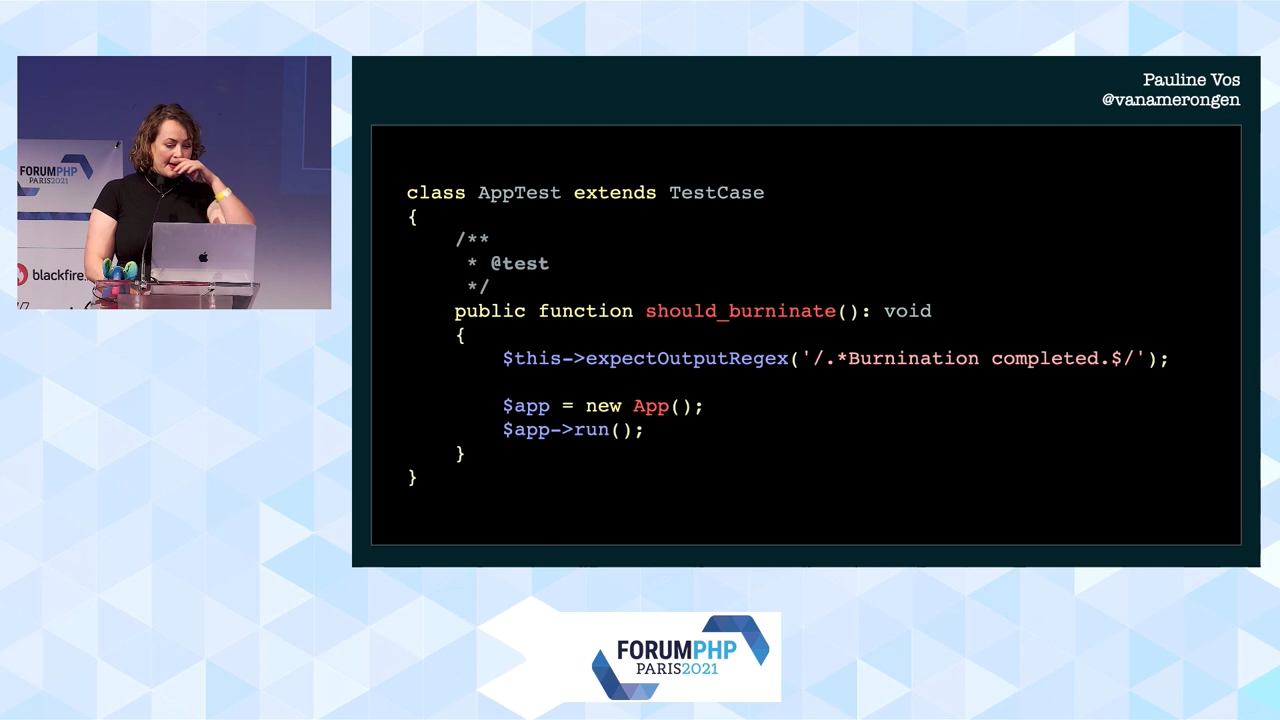 Pauline Vos
@vanamerongen
FORUMPHP
PARIS2021
blackfire
class AppTest extends TestCase
{
/**
* @test
*/
public function should_burninate(): void
{
$this->expectOutputRegex('/.*Burnination completed.$/');
$app = new App();
$app->run();
}
}
FORUMPHP
PARIS2021